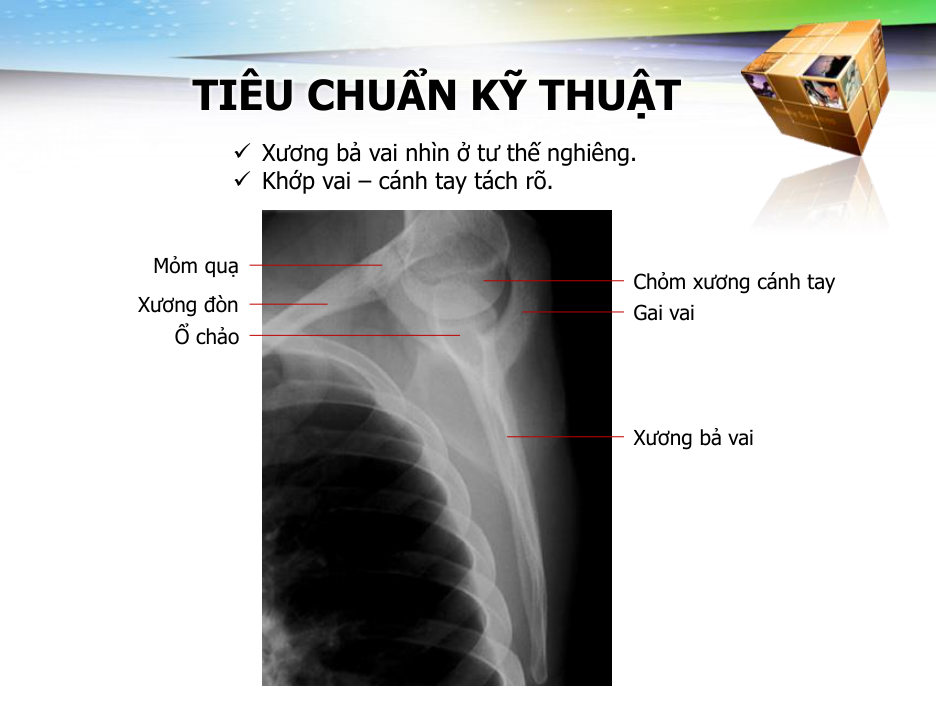 TIÊU CHUẨN KỸ THUẬT
✓ Xương bả vai nhìn ở tư thế nghiêng.
✓ Khớp vai – cánh tay tách rõ.
Mỏm quạ
Xương đòn
Ổ chảo
Chỏm xương cánh tay
Gai vai
Xương bả vai